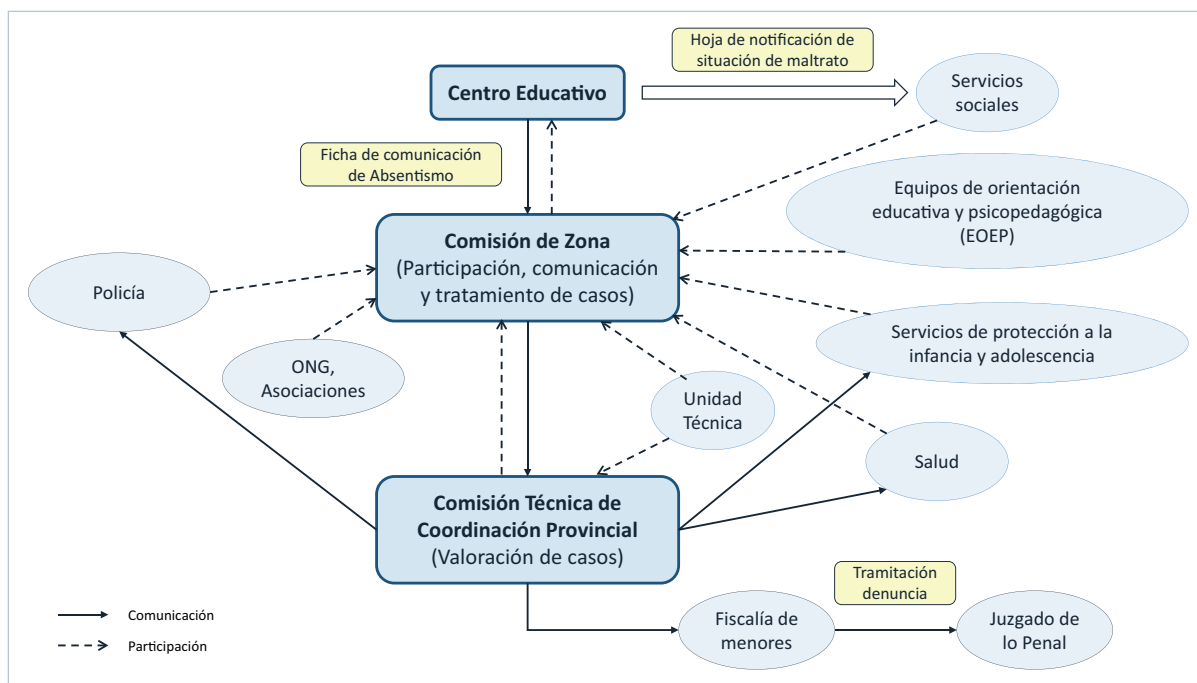 Hoja de notificación de
situación de maltrato
Centro Educativo
Servicios
sociales
Ficha de comunicación
de Absentismo
Equipos de orientación
educativa y psicopedagógica
(EOEP)
Comisión de Zona
(Participación, comunicación
y tratamiento de casos)
Policía
Servicios de protección a la
infancia y adolescencia
ONG,
Asociaciones
Unidad
Técnica
Salud
Comisión Técnica de
Coordinación Provincial
(Valoración de casos)
Tramitación
denuncia
Comunicación
Participación
Fiscalía de
menores
Juzgado de
lo Penal